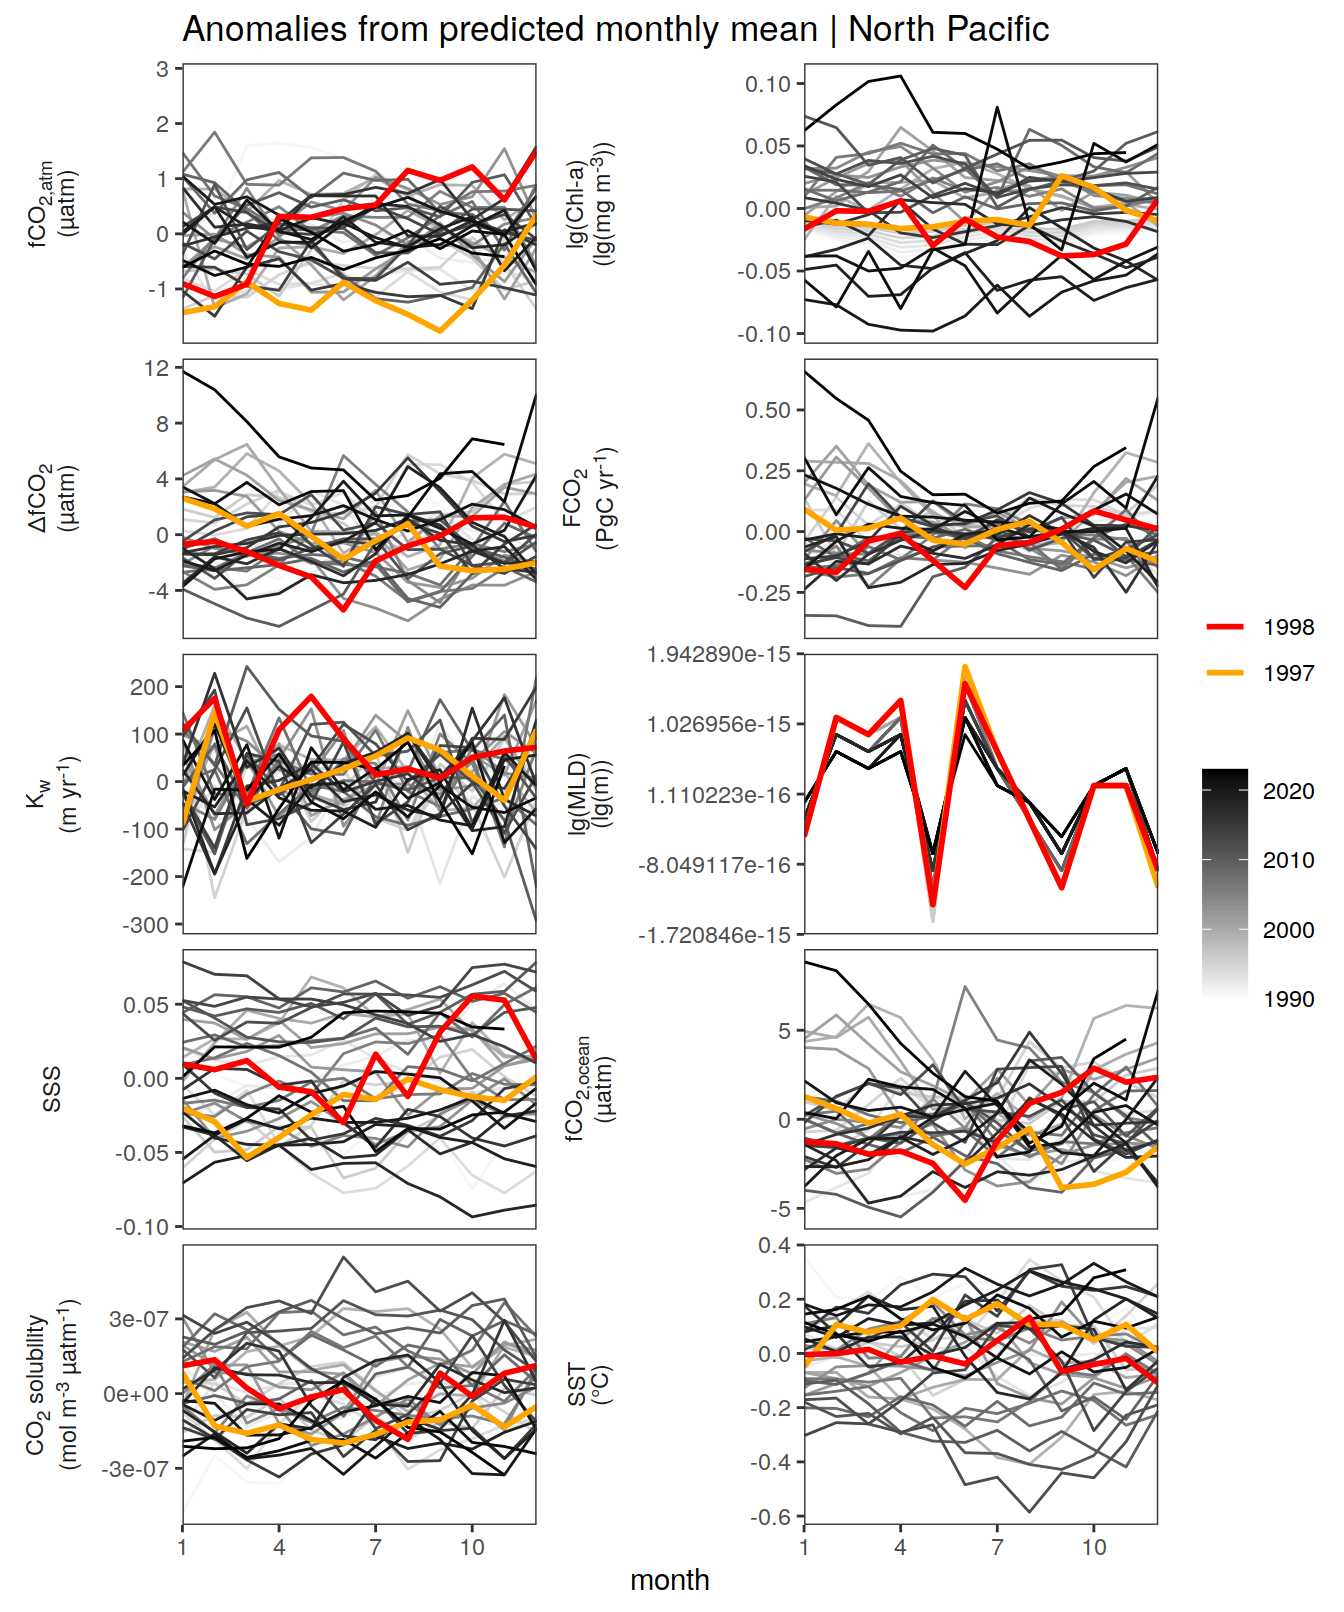 Anomalies from predicted monthly mean | North Pacific
fCO2,atm
(µatm)
3
2
1
0
-1
lg(Chl-a)
(lg(mg m-3))
0.10
0.05
0.00
-0.05
-0.10
ΔfCO2
(µatm)
12
8
4
0
-4
FCO2
(PgC yr-1)
0.50
0.25
0.00
-0.25
Kw
(m yr-1)
200
100
0
-100
-200
-300
lg(MLD)
(lg(m))
1.942890e-15
1.026956e-15
1.110223e-16
-8.049117e-16
-1.720846e-15
SSS
0.05
0.00
-0.05
-0.10
fCO2,ocean
(µatm)
5
0
-5
CO2 solubility
(mol m-3 µatm-1)
3e-07
0e+00
-3e-07
SST
(°C)
0.4
0.2
0.0
-0.2
-0.4
-0.6
1 4 7 10
1 4 7 10
month
1998
1997
2020
2010
2000
1990